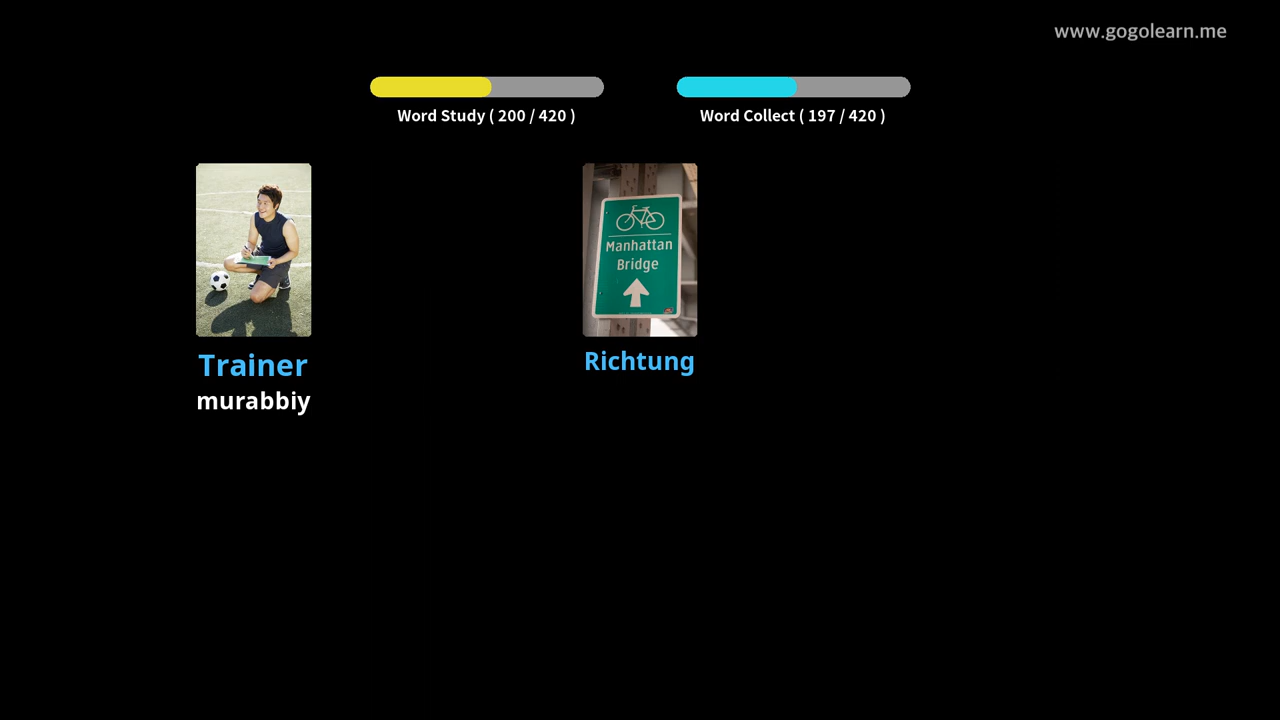 www.gogolearn.me
Word Study ( 200 / 420 )
Word Collect ( 197 / 420 )
Manhattan
Bridge
Trainer
murabbiy
Richtung